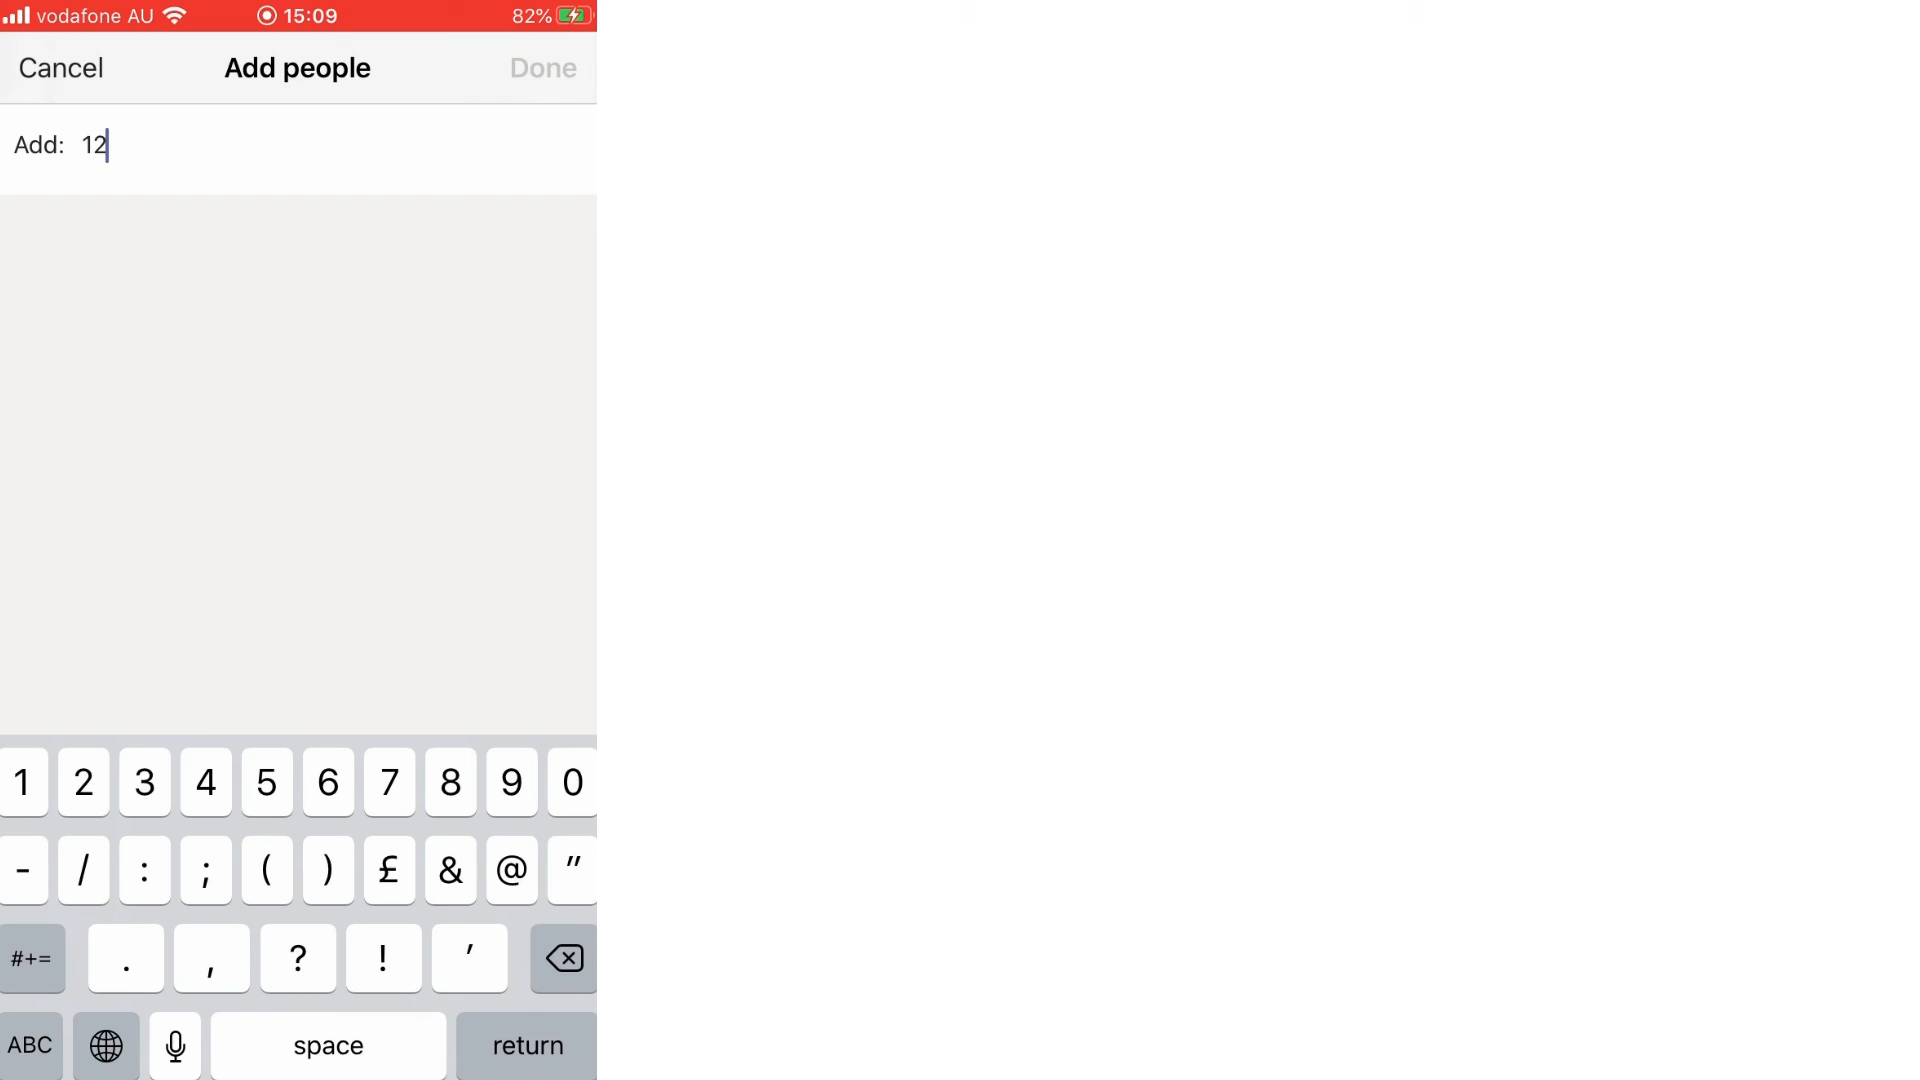 vodafone AU 15:09 82%
Cancel Add people Done
Add: 12
1 2 3 4 5 6 7 8 9 0
- / : ; ( ) £ & @ "
#+= . , ? ! '
ABC space return